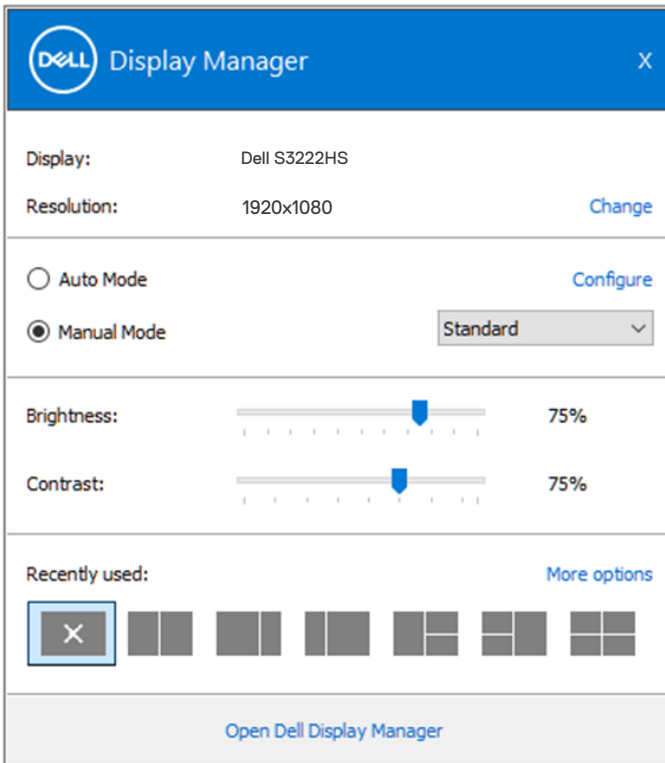 DELL Display Manager X
Display: Dell S3222HS
Resolution: 1920x1080 Change
Auto Mode Configure
Manual Mode Standard
Brightness: 75%
Contrast: 75%
Recently used: More options
Open Dell Display Manager